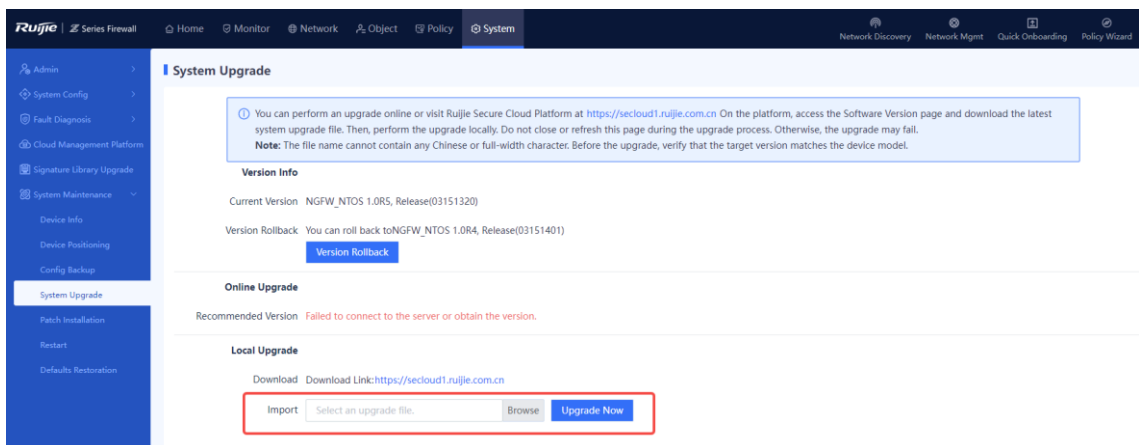 Ruijie | Z Series Firewall
Home
Monitor
Network
Object
Policy
System
Network Discovery
Network Mgmt
Quick Onboarding
Policy Wizard
Admin
System Config
Fault Diagnosis
Cloud Management Platform
Signature Library Upgrade
System Maintenance
Device Info
Device Positioning
Config Backup
System Upgrade
Patch Installation
Restart
Defaults Restoration
System Upgrade
You can perform an upgrade online or visit Ruijie Secure Cloud Platform at https://secloud1.ruijie.com.cn On the platform, access the Software Version page and download the latest
system upgrade file. Then, perform the upgrade locally. Do not close or refresh this page during the upgrade process. Otherwise, the upgrade may fail.
Note: The file name cannot contain any Chinese or full-width character. Before the upgrade, verify that the target version matches the device model.
Version Info
Current Version NGFW_NTOS 1.0R5, Release(03151320)
Version Rollback You can roll back toNGFW_NTOS 1.0R4, Release(03151401)
Version Rollback
Online Upgrade
Recommended Version Failed to connect to the server or obtain the version.
Local Upgrade
Download Download Link:https://secloud1.ruijie.com.cn
Import Select an upgrade file. Browse Upgrade Now